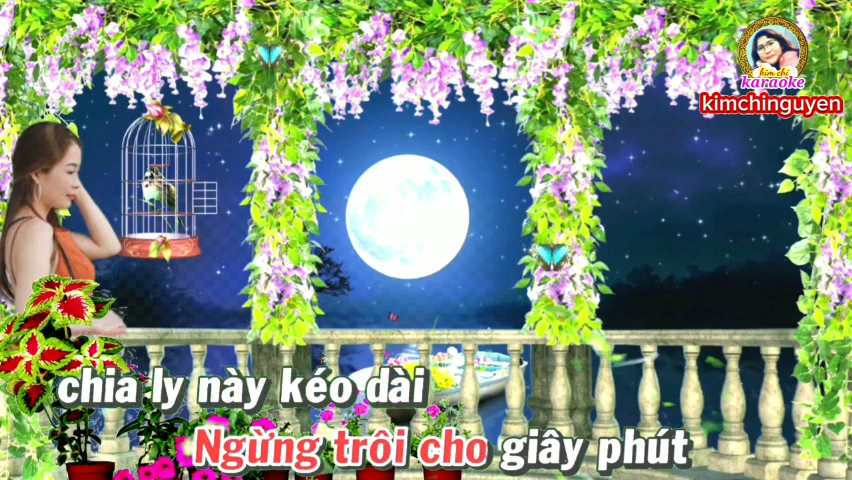 kim chi
karaoke
kimchinguyen
chia ly này kéo dài
Ngừng trôi cho giây phút